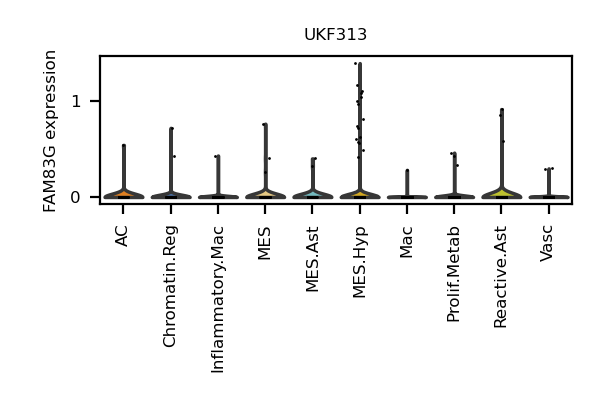 UKF313
FAM83G expression
1
0
AC
Chromatin.Reg
Inflammatory.Mac
MES
MES.Ast
MES.Hyp
Mac
Prolif.Metab
Reactive.Ast
Vasc